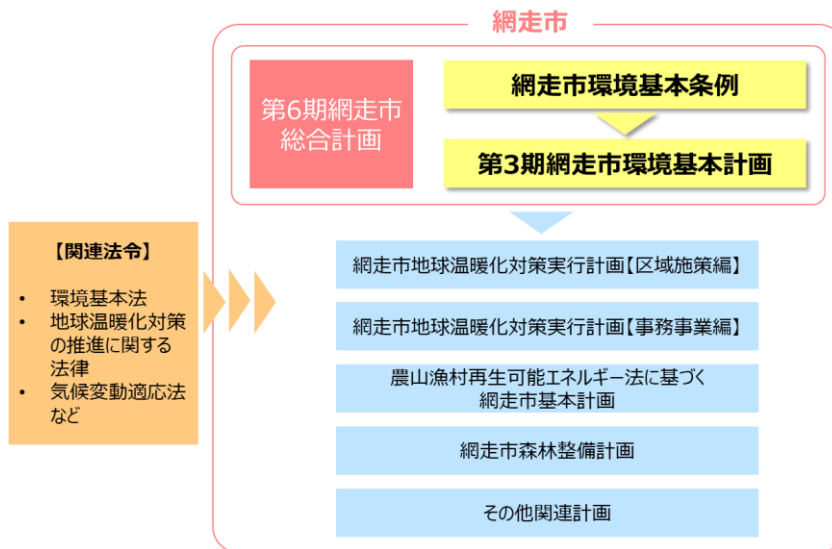 網走市
第6期網走市
総合計画
網走市環境基本条例
第3期網走市環境基本計画
【関連法令】
• 環境基本法
• 地球温暖化対策
の推進に関する
法律
• 気候変動適応法
など
網走市地球温暖化対策実行計画【区域施策編】
網走市地球温暖化対策実行計画【事務事業編】
農山漁村再生可能エネルギー法に基づく
網走市基本計画
網走市森林整備計画
その他関連計画